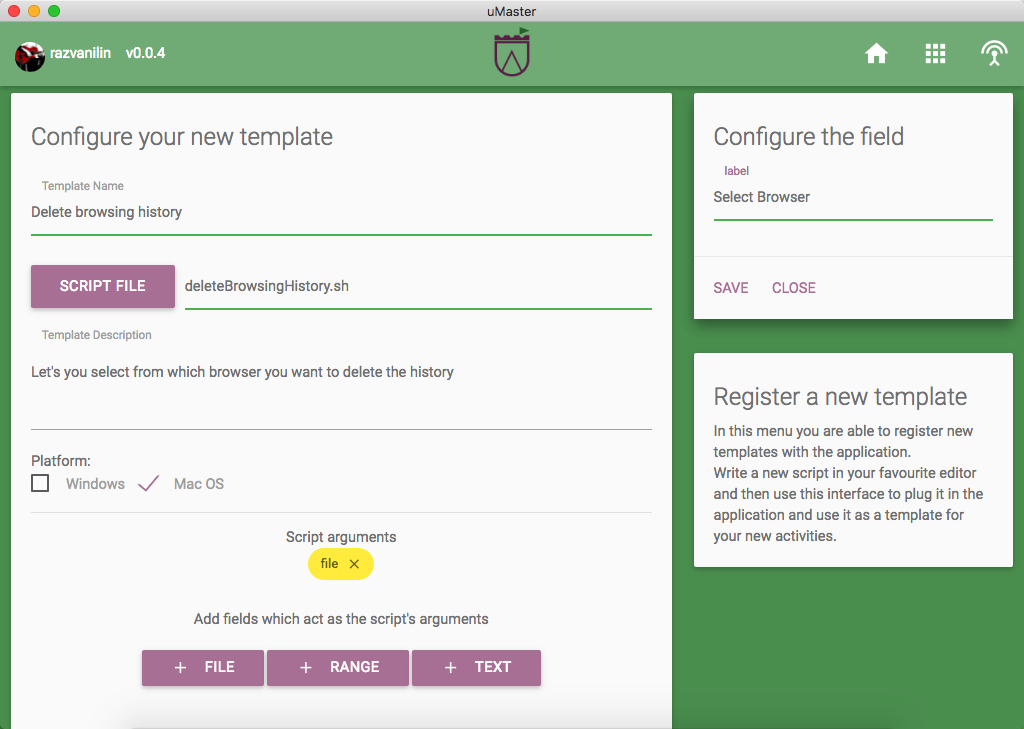 uMaster
razvanilin v0.0.4
Configure your new template
Template Name
Delete browsing history
SCRIPT FILE deleteBrowsingHistory.sh
Template Description
Let's you select from which browser you want to delete the history
Platform:
Windows Mac OS
Script arguments
file ×
Add fields which act as the script's arguments
+ FILE + RANGE + TEXT
Configure the field
label
Select Browser
SAVE CLOSE
Register a new template
In this menu you are able to register new
templates with the application.
Write a new script in your favourite editor
and then use this interface to plug it in the
application and use it as a template for
your new activities.